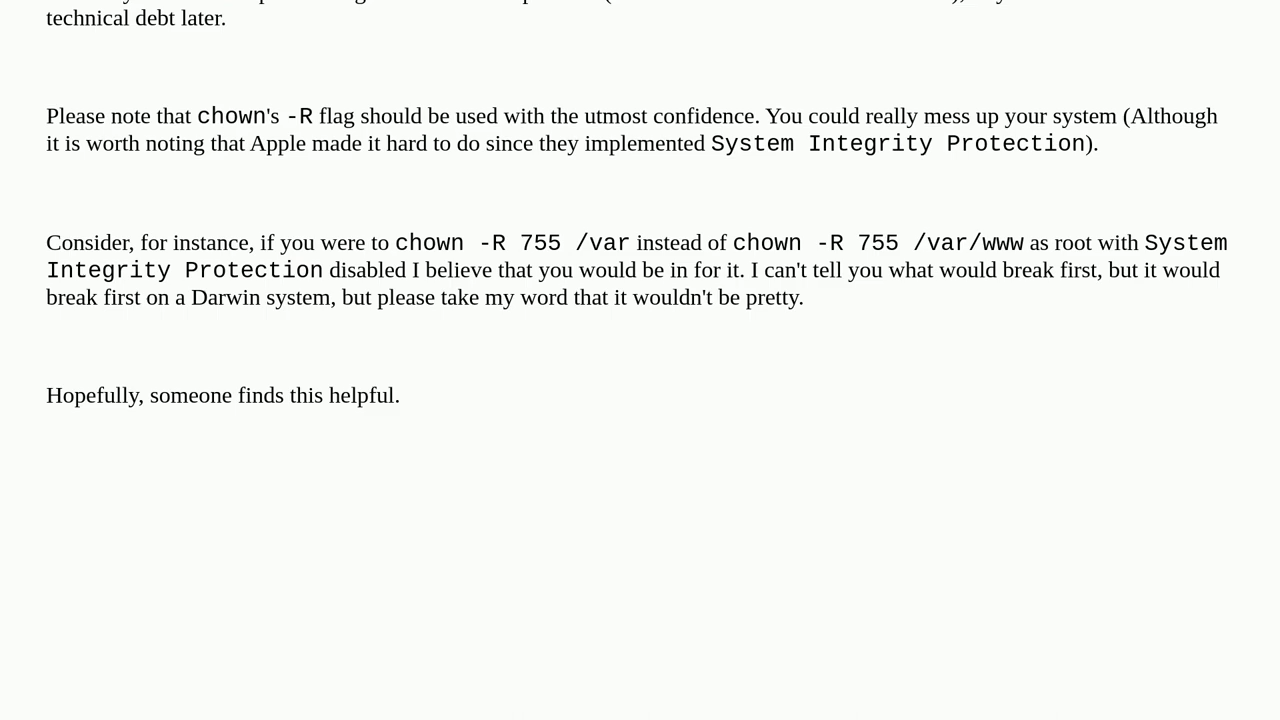 technical debt later.
Please note that chown's -R flag should be used with the utmost confidence. You could really mess up your system (Although
it is worth noting that Apple made it hard to do since they implemented System Integrity Protection).
Consider, for instance, if you were to chown -R 755 /var instead of chown -R 755 /var/www as root with System
Integrity Protection disabled I believe that you would be in for it. I can't tell you what would break first, but it would
break first on a Darwin system, but please take my word that it wouldn't be pretty.
Hopefully, someone finds this helpful.